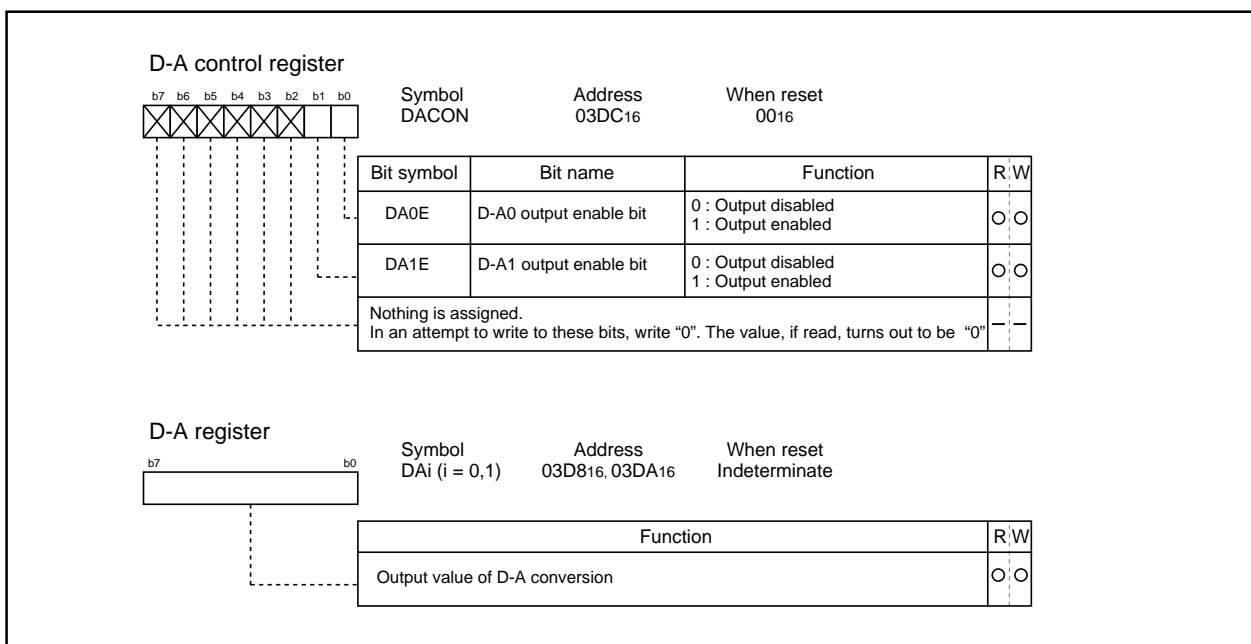 D-A control register
b7 b6 b5 b4 b3 b2 b1 b0
Symbol Address When reset
DACON 03DC16 0016
Bit symbol Bit name Function R W
DA0E D-A0 output enable bit 0 : Output disabled
1 : Output enabled
DA1E D-A1 output enable bit 0 : Output disabled
1 : Output enabled
Nothing is assigned.
In an attempt to write to these bits, write “0”. The value, if read, turns out to be “0”
D-A register
b7 b0
Symbol Address When reset
DAi (i = 0,1) 03D816, 03DA16 Indeterminate
Function R W
Output value of D-A conversion